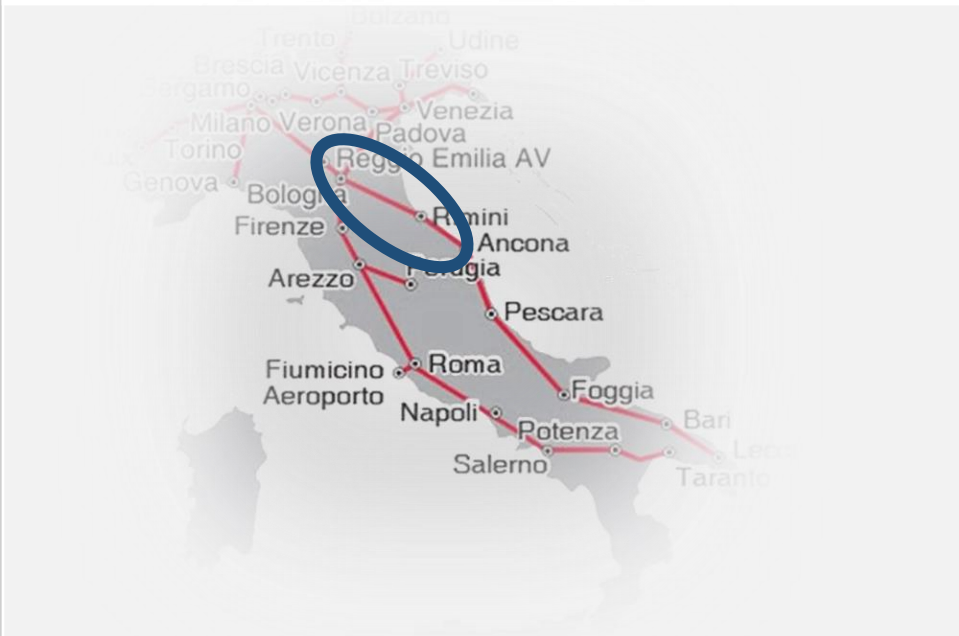 Bolzano
Trento
Udine
Brescia
Vicenza
Treviso
Bergamo
Milano
Verona
Venezia
Padova
Torino
Reggio Emilia AV
Genova
Bologna
Rimini
Firenze
Ancona
Perugia
Arezzo
Pescara
Roma
Fiumicino
Aeroporto
Foggia
Napoli
Bari
Potenza
Lecce
Salerno
Taranto